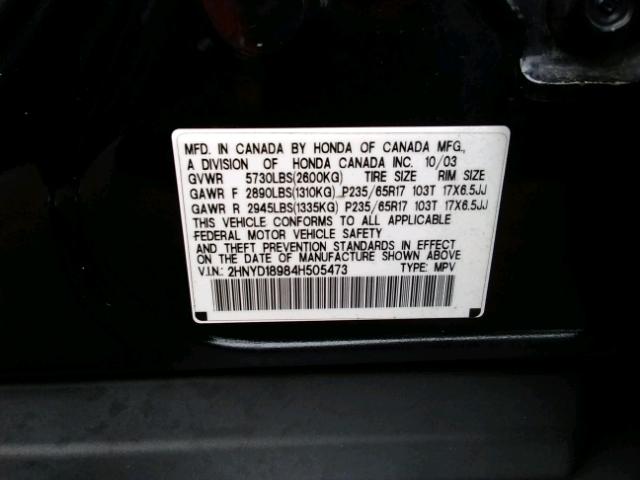 MFD. IN CANADA BY HONDA OF CANADA MFG.,
A DIVISION OF HONDA CANADA INC. 10/03
GVWR 5730LBS(2600KG) TIRE SIZE RIM SIZE
GAWR F 2890LBS(1310KG) P235/65R17 103T 17X6.5JJ
GAWR R 2945LBS(1335KG) P235/65R17 103T 17X6.5JJ
THIS VEHICLE CONFORMS TO ALL APPLICABLE
FEDERAL MOTOR VEHICLE SAFETY
AND THEFT PREVENTION STANDARDS IN EFFECT
ON THE DATE OF MANUFACTURE SHOWN ABOVE
V.I.N.: 2HNYD18984H505473 TYPE: MPV